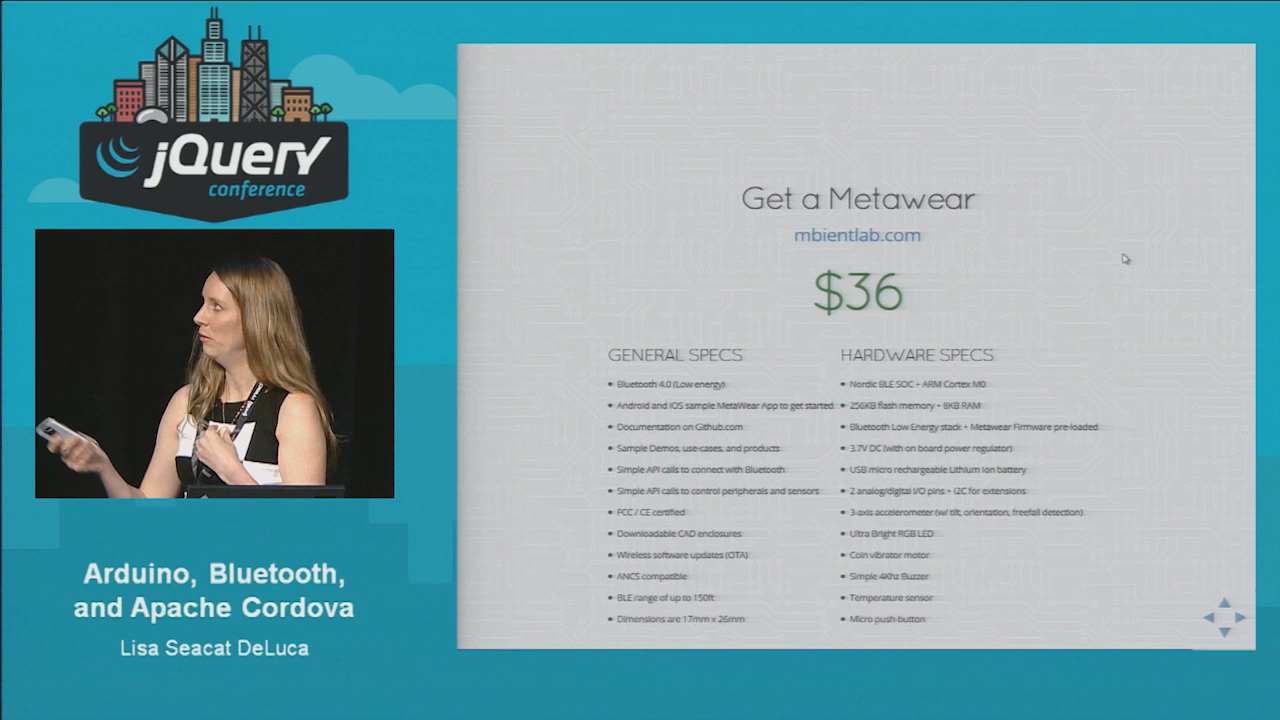 jQuery
conference
Arduino, Bluetooth,
and Apache Cordova
Lisa Seacat DeLuca
Get a Metawear
mbientlab.com
$36
GENERAL SPECS
Bluetooth 4.0 (Low energy)
Android and iOS sample MetaWear App to get started
Documentation on Github.com
Sample Demos, use-cases, and products
Simple API calls to connect with Bluetooth
Simple API calls to control peripherals and sensors
FCC / CE certified
Downloadable CAD enclosures
Wireless software updates (OTA)
ANCS compatible
BLE range of up to 150ft
Dimensions are 17mm x 26mm
HARDWARE SPECS
Nordic BLE SOC + ARM Cortex M0
256KB flash memory + 8KB RAM
Bluetooth Low Energy stack + Metawear Firmware pre-loaded
3.7V DC (with on board power regulator)
USB micro rechargeable Lithium Ion battery
2 analog/digital I/O pins + I2C for extensions
3-axis accelerometer (w/ tilt, orientation, freefall detection)
Ultra Bright RGB LED
Coin vibrator motor
Simple 4Khz Buzzer
Temperature sensor
Micro push-button